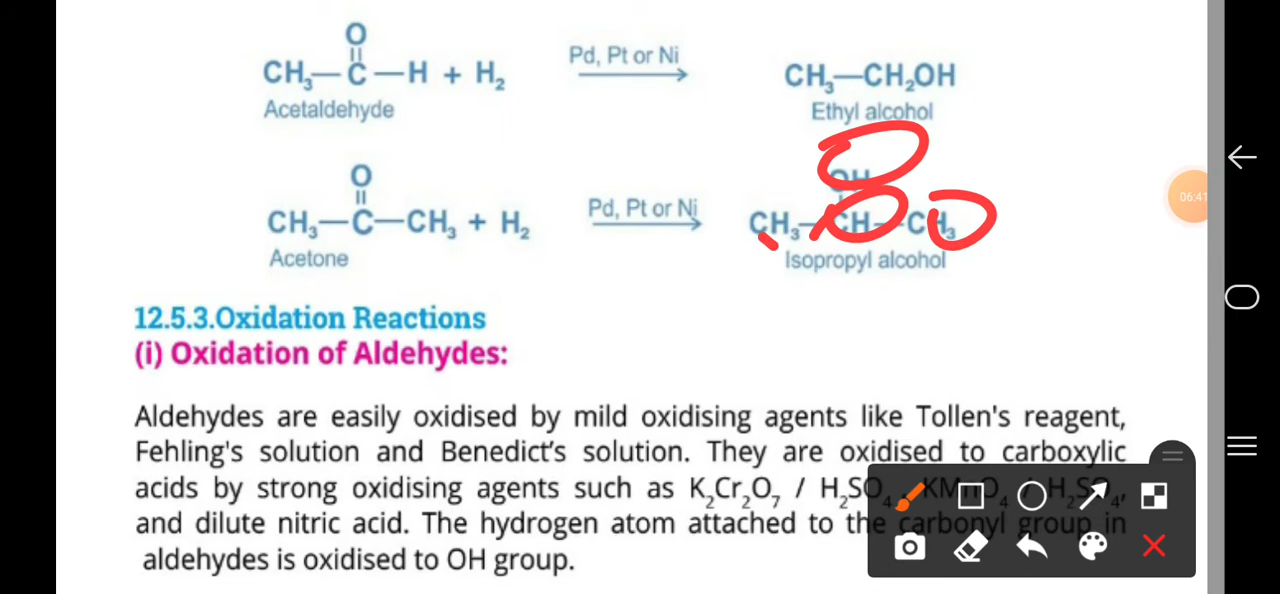 O
CH₃—C—H + H₂ Pd, Pt or Ni CH₃—CH₂OH
Acetaldehyde Ethyl alcohol
O OH
CH₃—C—CH₃ + H₂ Pd, Pt or Ni CH₃—CH—CH₃
Acetone Isopropyl alcohol
12.5.3.Oxidation Reactions
(i) Oxidation of Aldehydes:
Aldehydes are easily oxidised by mild oxidising agents like Tollen's reagent,
Fehling's solution and Benedict's solution. They are oxidised to carboxylic
acids by strong oxidising agents such as K₂Cr₂O₇ / H₂SO₄, KMnO₄ / H₂SO₄,
and dilute nitric acid. The hydrogen atom attached to the carbonyl group in
aldehydes is oxidised to OH group.
06:41